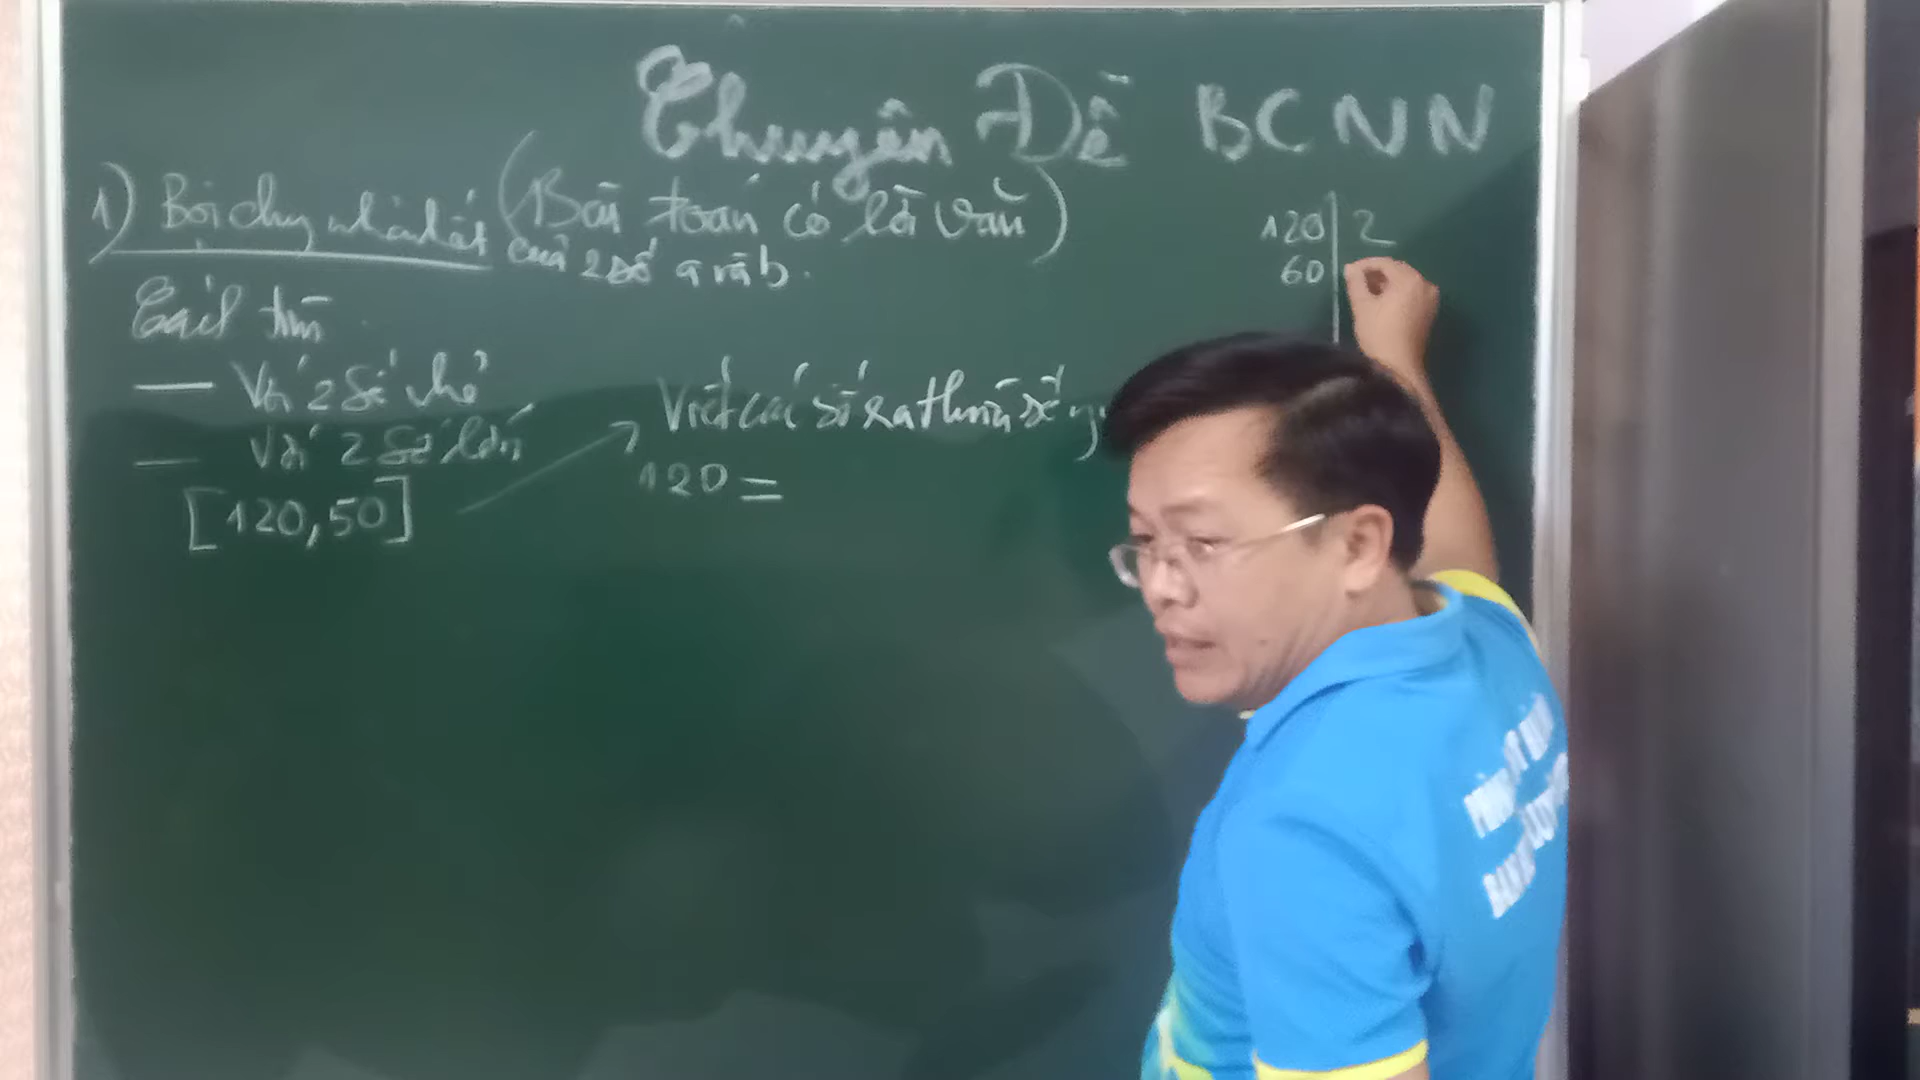 Chuyên Đề BCNN
1) Bội chung nhỏ nhất (Bài toán có lời văn)
của 2 số a và b.
120 | 2
60
Cách tìm
— Với 2 số nhỏ
— Với 2 số lớn
Viết các số ra thừa số
[120, 50]
120 =